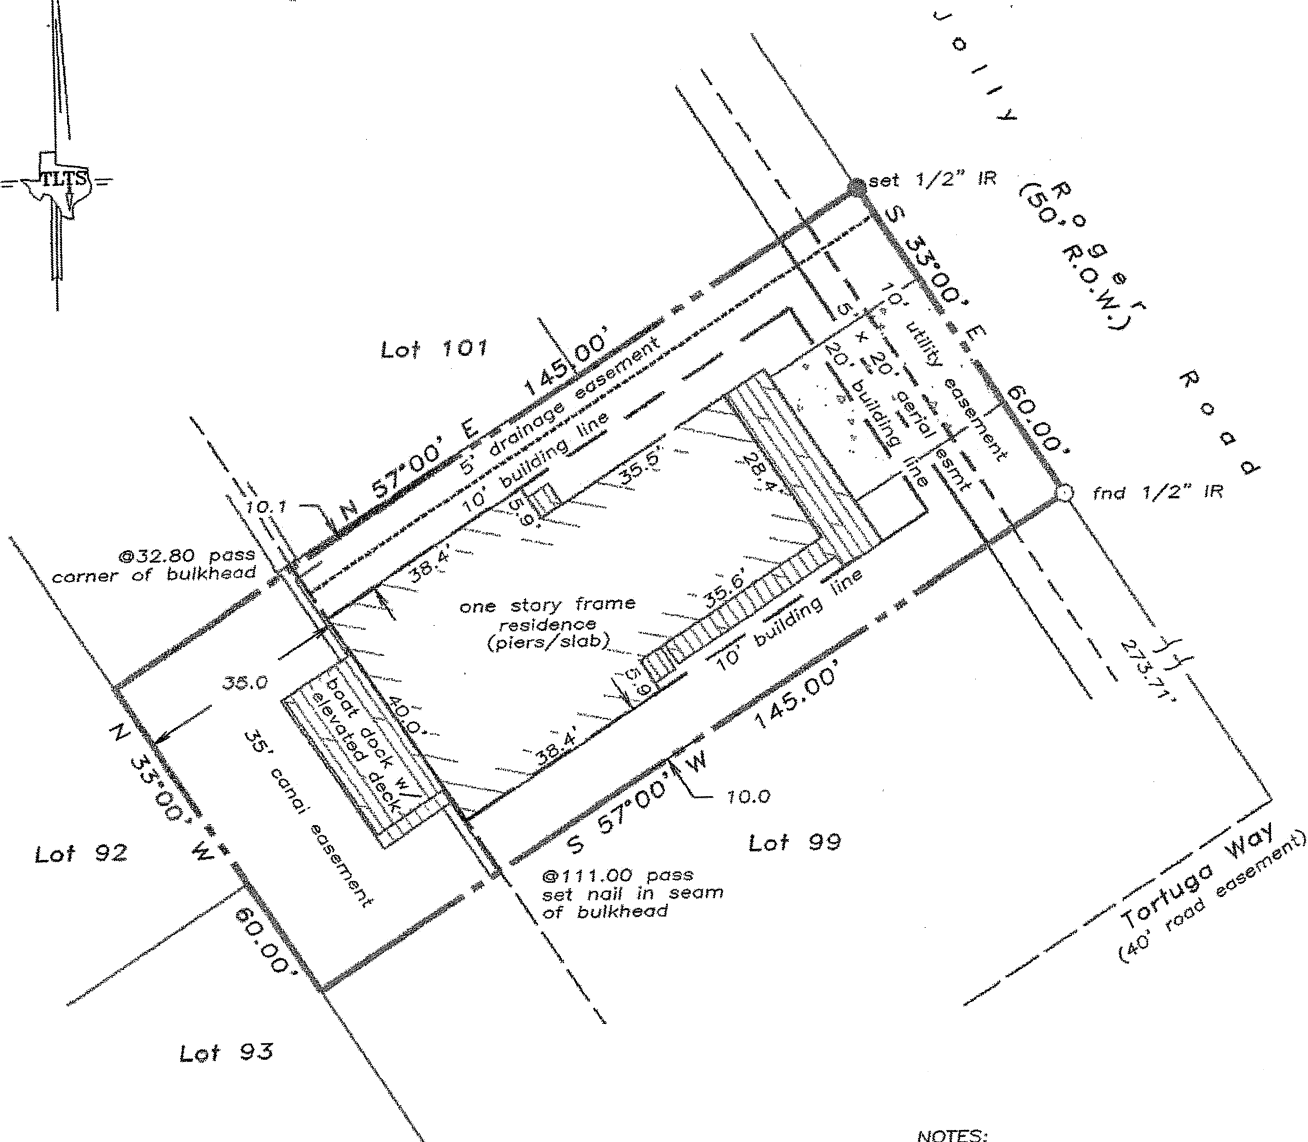 Jolly Roger Road
(50' R.O.W.)
TLTS
set 1/2" IR
S 33°00' E
60.00'
Lot 101
145.00'
N 57°00' E
5' drainage easement
10' building line
10'
utility easement
5' x 20' aerial esmt
20' building line
10.1
35.5'
28.4'
5.9'
38.4'
fnd 1/2" IR
@32.80 pass
corner of bulkhead
one story frame
residence
(piers/slab)
35.6'
10' building line
5.9'
38.4'
40.0'
35.0
boat dock w/
elevated deck
35' canal easement
273.71'
145.00'
S 57°00' W
10.0
N 33°00' W
60.00'
Lot 92
Lot 99
@111.00 pass
set nail in seam
of bulkhead
Tortuga Way
(40' road easement)
Lot 93
NOTES: